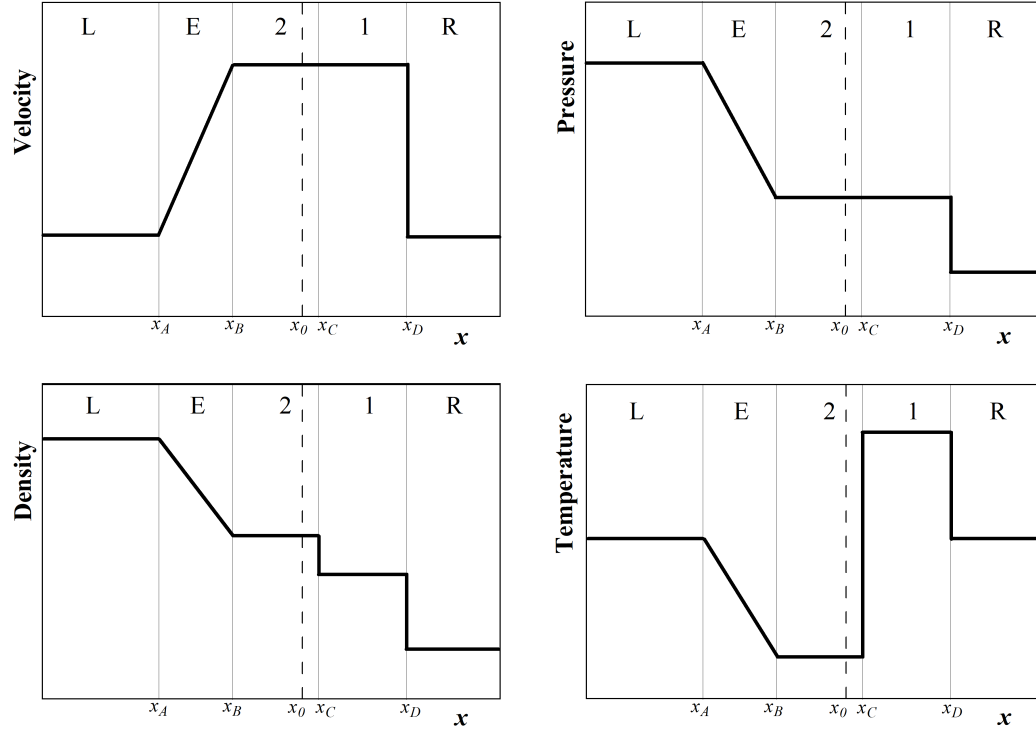 L E 2 1 R
Velocity
x_A x_B x_0 x_C x_D
x
L E 2 1 R
Pressure
x_A x_B x_0 x_C x_D
x
L E 2 1 R
Density
x_A x_B x_0 x_C x_D
x
L E 2 1 R
Temperature
x_A x_B x_0 x_C x_D
x